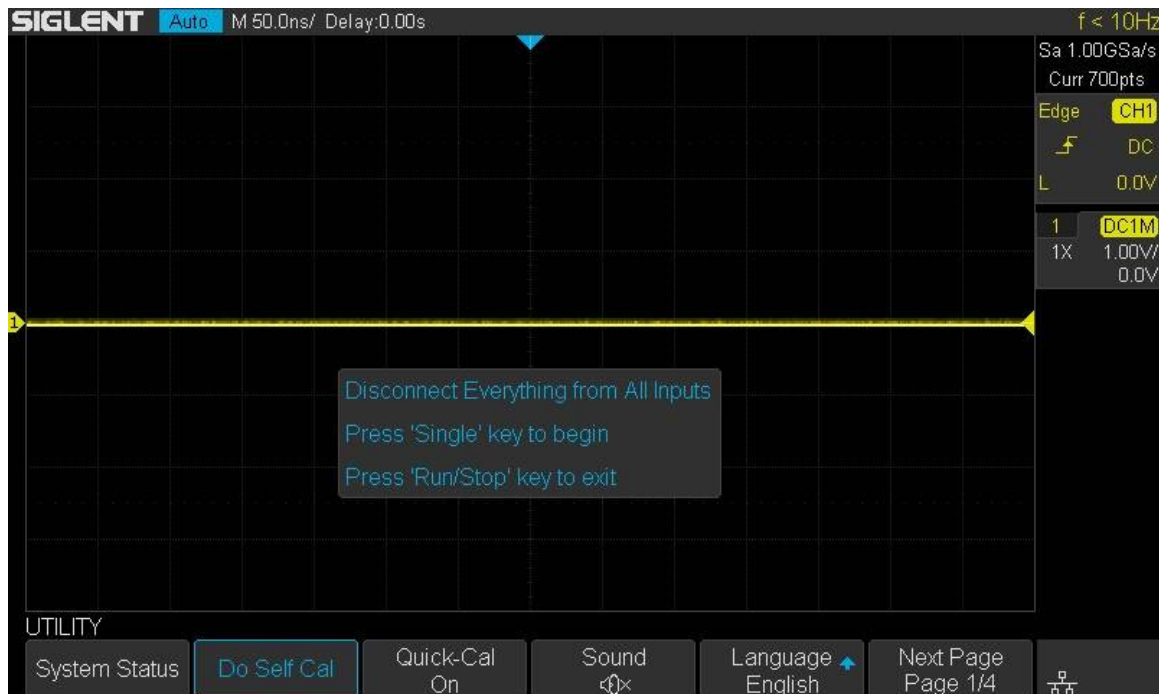 SIGLENT Auto M 50.0ns/ Delay:0.00s f < 10Hz
Sa 1.00GSa/s
Curr 700pts
Edge CH1
DC
L 0.0V
1 DC1M
1X 1.00V/
0.0V
1
Disconnect Everything from All Inputs
Press 'Single' key to begin
Press 'Run/Stop' key to exit
UTILITY
System Status Do Self Cal Quick-Cal Sound Language Next Page
On English Page 1/4